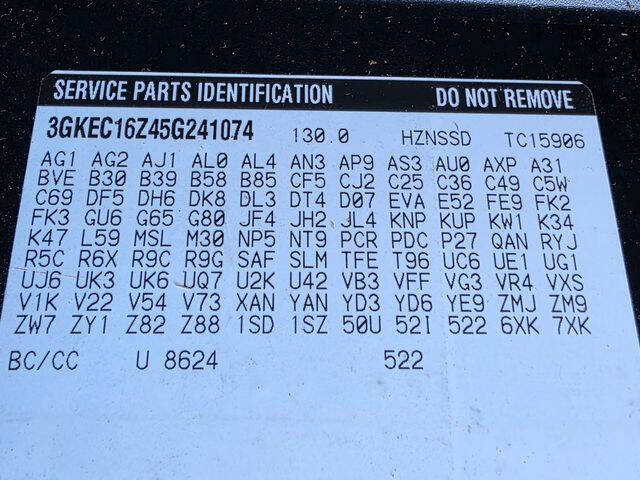 SERVICE PARTS IDENTIFICATION DO NOT REMOVE
3GKEC16Z45G241074 130.0 HZNSSD TC15906
AG1 AG2 AJ1 AL0 AL4 AN3 AP9 AS3 AU0 AXP A31
BVE B30 B39 B58 B85 CF5 CJ2 C25 C36 C49 C5W
C69 DF5 DH6 DK8 DL3 DT4 D07 EVA E52 FE9 FK2
FK3 GU6 G65 G80 JF4 JH2 JL4 KNP KUP KW1 K34
K47 L59 MSL M30 NP5 NT9 PCR PDC P27 QAN RYJ
R5C R6X R9C R9G SAF SLM TFE T96 UC6 UE1 UG1
UJ6 UK3 UK6 UQ7 U2K U42 VB3 VFF VG3 VR4 VXS
V1K V22 V54 V73 XAN YAN YD3 YD6 YE9 ZMJ ZM9
ZW7 ZY1 Z82 Z88 1SD 1SZ 50U 52I 522 6XK 7XK
BC/CC U 8624 522